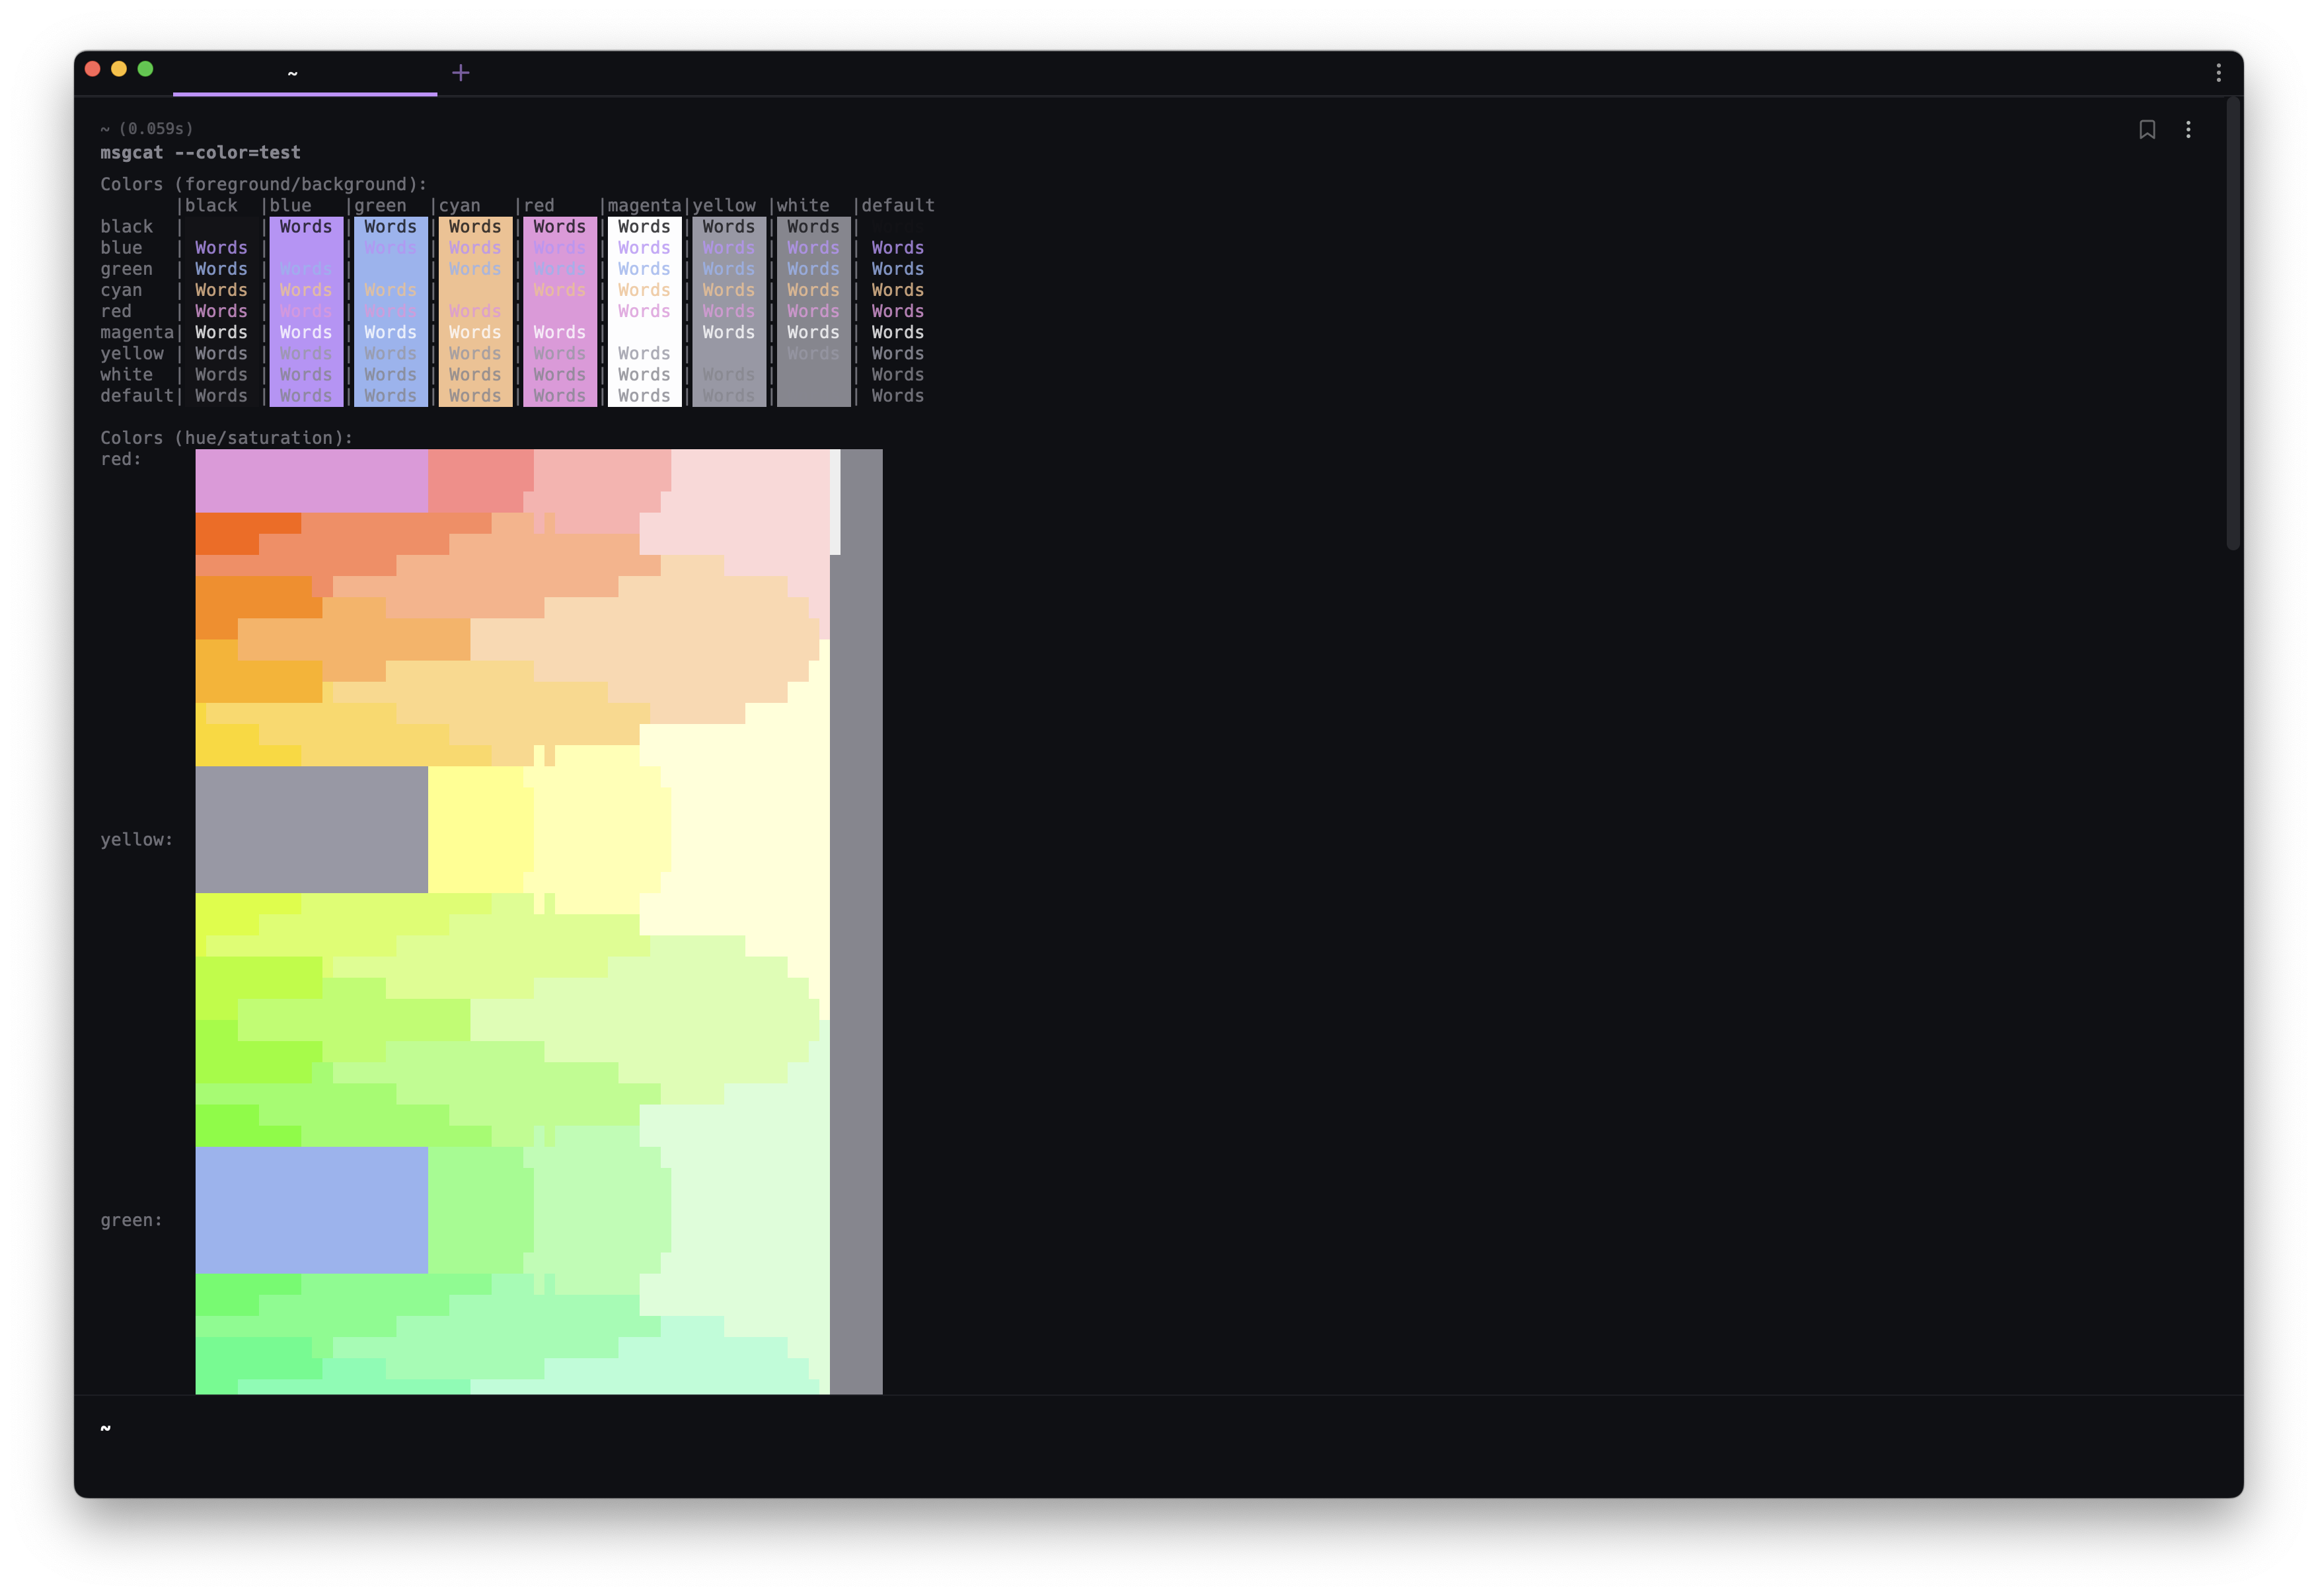 ~
~ (0.059s)
msgcat --color=test
Colors (foreground/background):
|black |blue |green |cyan |red |magenta|yellow |white |default
black | | Words | Words | Words | Words | Words | Words | Words |
blue | Words | | Words | Words | Words | Words | Words | Words | Words
green | Words | Words | | Words | Words | Words | Words | Words | Words
cyan | Words | Words | Words | | Words | Words | Words | Words | Words
red | Words | Words | Words | Words | | Words | Words | Words | Words
magenta| Words | Words | Words | Words | Words | | Words | Words | Words
yellow | Words | Words | Words | Words | Words | Words | | Words | Words
white | Words | Words | Words | Words | Words | Words | Words | | Words
default| Words | Words | Words | Words | Words | Words | Words | | Words
Colors (hue/saturation):
red:
yellow:
green:
~